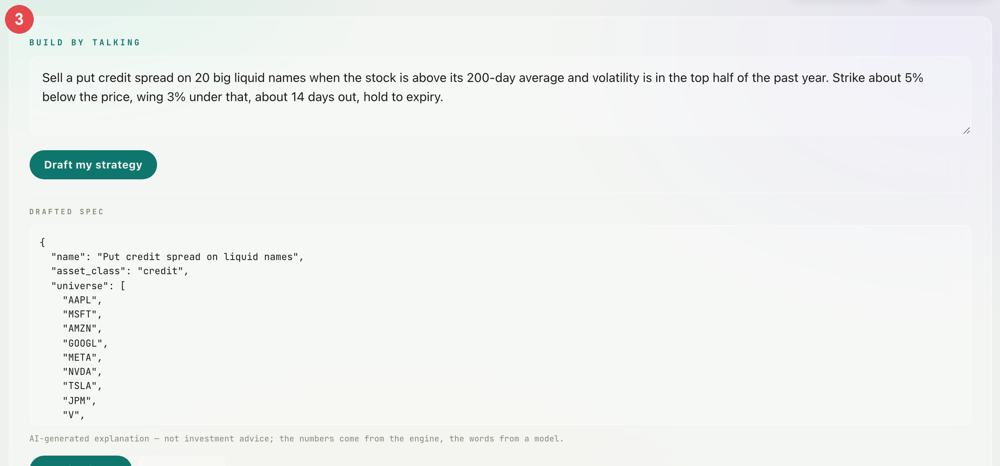 3
BUILD BY TALKING
Sell a put credit spread on 20 big liquid names when the stock is above its 200-day average and volatility is in the top half of the past year. Strike about 5%
below the price, wing 3% under that, about 14 days out, hold to expiry.
Draft my strategy
DRAFTED SPEC
{
  "name": "Put credit spread on liquid names",
  "asset_class": "credit",
  "universe": [
    "AAPL",
    "MSFT",
    "AMZN",
    "GOOGL",
    "META",
    "NVDA",
    "TSLA",
    "JPM",
    "V",
AI-generated explanation — not investment advice; the numbers come from the engine, the words from a model.